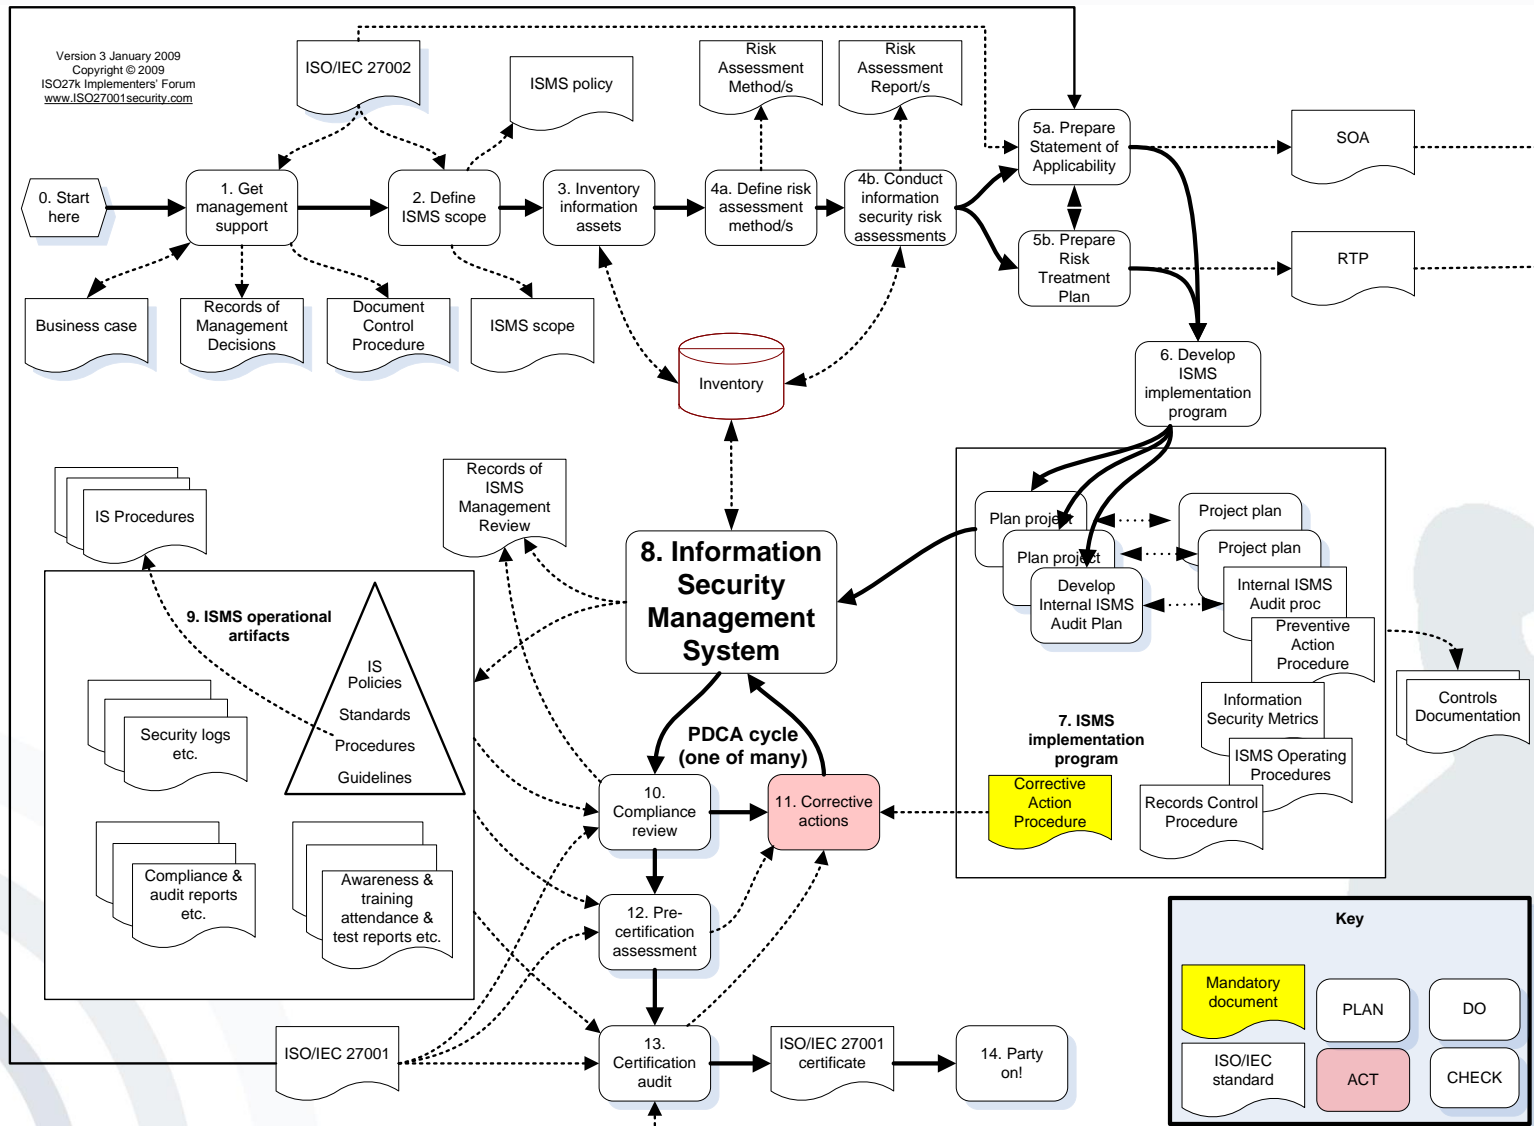 Version 3 January 2009
Copyright © 2009
ISO27k Implementers' Forum
www.ISO27001security.com
ISO/IEC 27002
ISMS policy
Risk
Assessment
Method/s
Risk
Assessment
Report/s
0. Start
here
1. Get
management
support
2. Define
ISMS scope
3. Inventory
information
assets
4a. Define risk
assessment
method/s
4b. Conduct
information
security risk
assessments
5a. Prepare
Statement of
Applicability
SOA
5b. Prepare
Risk
Treatment
Plan
RTP
Business case
Records of
Management
Decisions
Document
Control
Procedure
ISMS scope
Inventory
6. Develop
ISMS
implementation
program
IS Procedures
Records of
ISMS
Management
Review
8. Information
Security
Management
System
Plan project
Project plan
Plan project
Project plan
Develop
Internal ISMS
Audit Plan
Internal ISMS
Audit proc
Preventive
Action
Procedure
Controls
Documentation
Information
Security Metrics
7. ISMS
implementation
program
ISMS Operating
Procedures
Corrective
Action
Procedure
Records Control
Procedure
9. ISMS operational
artifacts
IS
Policies
Standards
Procedures
Guidelines
Security logs
etc.
Compliance &
audit reports
etc.
Awareness &
training
attendance &
test reports etc.
PDCA cycle
(one of many)
10.
Compliance
review
11. Corrective
actions
12. Pre-
certification
assessment
ISO/IEC 27001
13.
Certification
audit
ISO/IEC 27001
certificate
14. Party
on!
Key
Mandatory
document
PLAN
DO
ISO/IEC
standard
ACT
CHECK